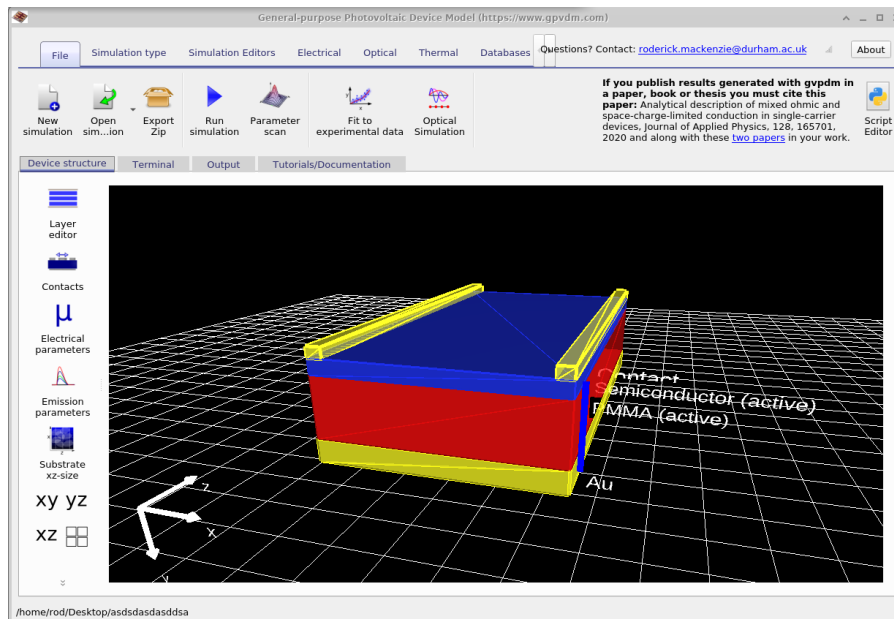 General-purpose Photovoltaic Device Model (https://www.gpvdm.com)
File
Simulation type
Simulation Editors
Electrical
Optical
Thermal
Databases
Questions? Contact: roderick.mackenzie@durham.ac.uk
About
New
simulation
Open
sim...ion
Export
Zip
Run
simulation
Parameter
scan
Fit to
experimental data
Optical
Simulation
If you publish results generated with gvpdm in
a paper, book or thesis you must cite this
paper: Analytical description of mixed ohmic and
space-charge-limited conduction in single-carrier
devices, Journal of Applied Physics, 128, 165701,
2020 and along with these two papers in your work.
Script
Editor
Device structure
Terminal
Output
Tutorials/Documentation
Layer
editor
Contacts
μ
Electrical
parameters
Emission
parameters
Substrate
xz-size
xy yz
xz
Contact
Semiconductor (active)
PMMA (active)
Au
z
x
y
/home/rod/Desktop/asdsdasdasddsa